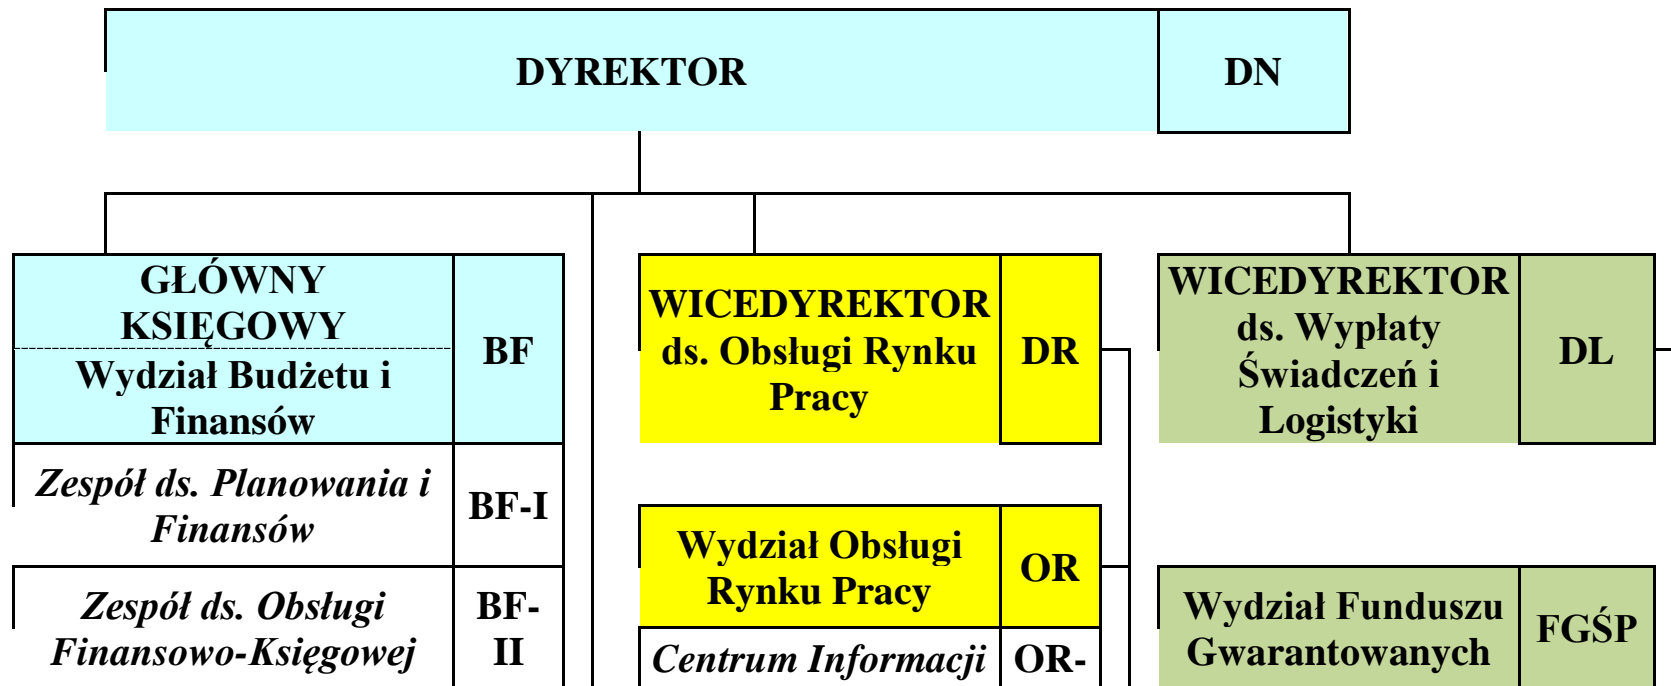 DYREKTOR
DN
GŁÓWNY
KSIĘGOWY
Wydział Budżetu i
Finansów
BF
Zespół ds. Planowania i
Finansów
BF-I
Zespół ds. Obsługi
Finansowo-Księgowej
BF-
II
WICEDYREKTOR
ds. Obsługi Rynku
Pracy
DR
Wydział Obsługi
Rynku Pracy
OR
Centrum Informacji
OR-
WICEDYREKTOR
ds. Wypłaty
Świadczeń i
Logistyki
DL
Wydział Funduszu
Gwarantowanych
FGŚP